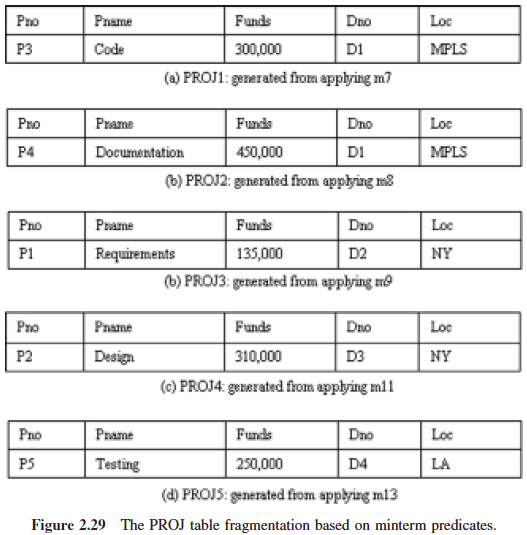 Pno Pname Funds Dno Loc
P3 Code 300,000 D1 MPLS
(a) PROJ1: generated from applying m7
Pno Pname Funds Dno Loc
P4 Documentation 450,000 D1 MPLS
(b) PROJ2: generated from applying m8
Pno Pname Funds Dno Loc
P1 Requirements 135,000 D2 NY
(b) PROJ3: generated from applying m9
Pno Pname Funds Dno Loc
P2 Design 310,000 D3 NY
(c) PROJ4: generated from applying m11
Pno Pname Funds Dno Loc
P5 Testing 250,000 D4 LA
(d) PROJ5: generated from applying m13
Figure 2.29 The PROJ table fragmentation based on minterm predicates.